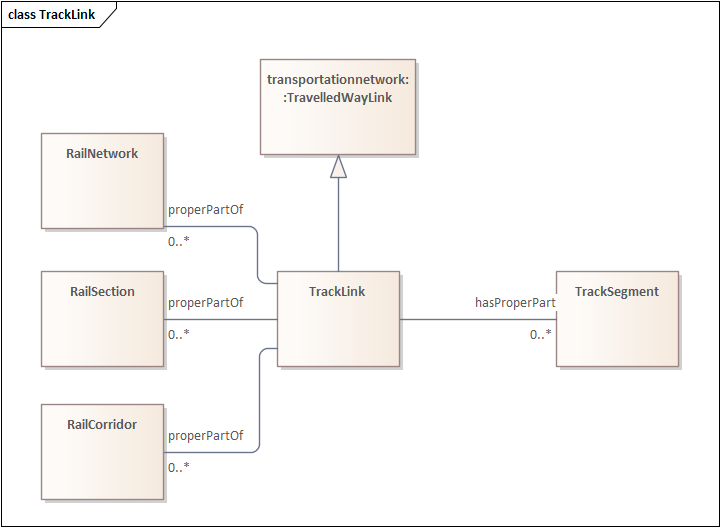 class TrackLink
transportationnetwork:
:TravelledWayLink
RailNetwork
properPartOf
0..*
RailSection
properPartOf
0..*
TrackLink
hasProperPart
0..*
TrackSegment
RailCorridor
properPartOf
0..*